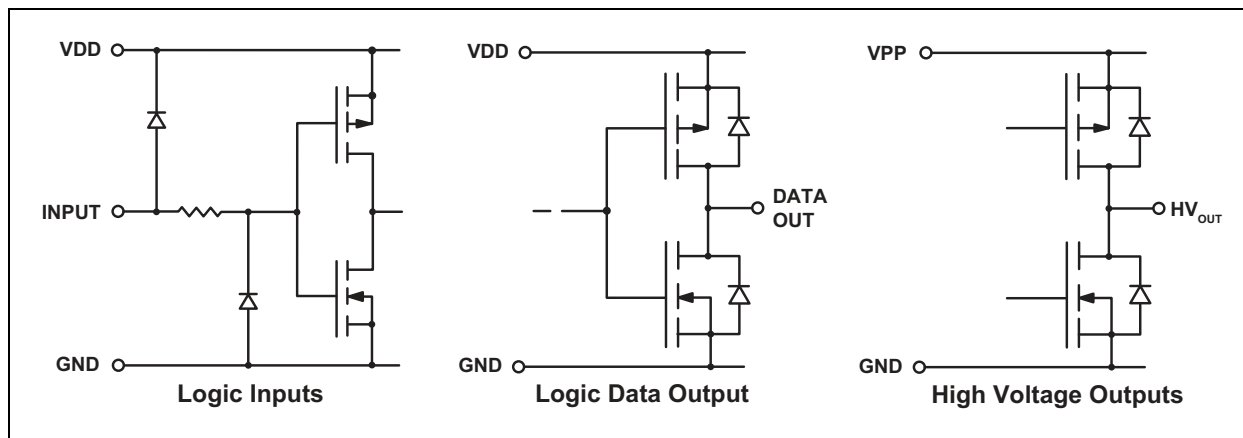 VDD
INPUT
GND
Logic Inputs
VDD
DATA
OUT
GND
Logic Data Output
VPP
HVOUT
GND
High Voltage Outputs